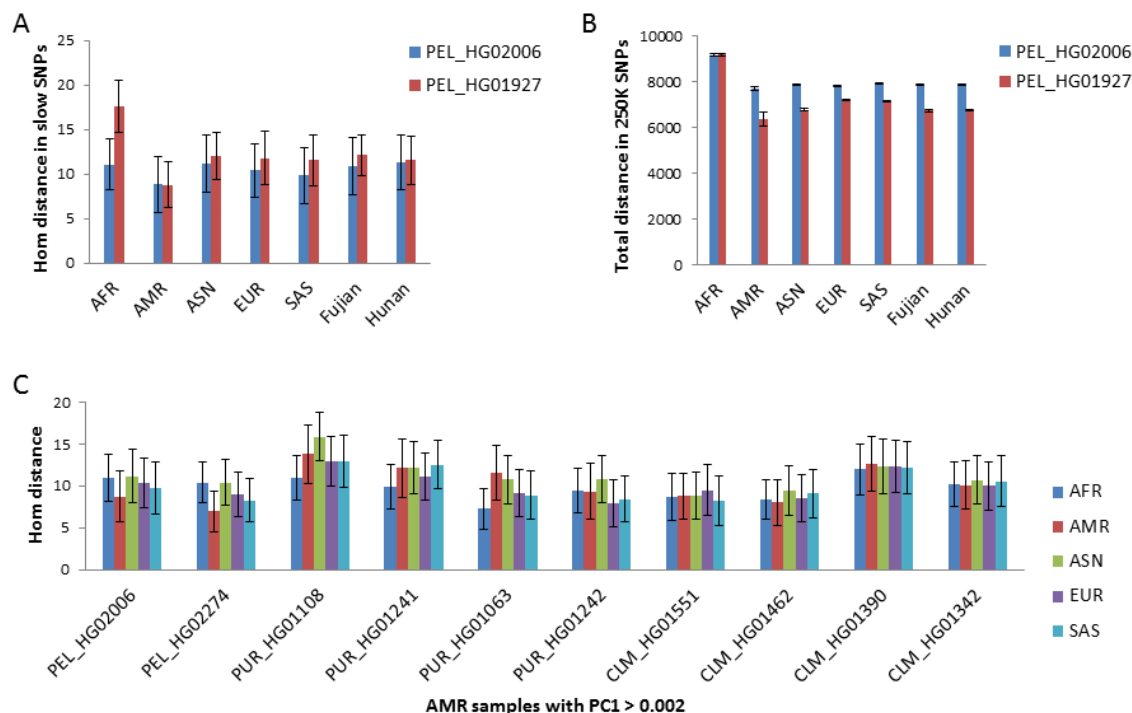 A
25
20
15
10
5
0
Hom distance in slow SNPs
PEL_HG02006
PEL_HG01927
AFR
AMR
ASN
EUR
SAS
Fujian
Hunan
B
10000
8000
6000
4000
2000
0
Total distance in 250K SNPs
PEL_HG02006
PEL_HG01927
AFR
AMR
ASN
EUR
SAS
Fujian
Hunan
C
20
15
10
5
0
Hom distance
PEL_HG02006
PEL_HG02274
PUR_HG01108
PUR_HG01241
PUR_HG01063
PUR_HG01242
CLM_HG01551
CLM_HG01462
CLM_HG01390
CLM_HG01342
AFR
AMR
ASN
EUR
SAS
AMR samples with PC1 > 0.002